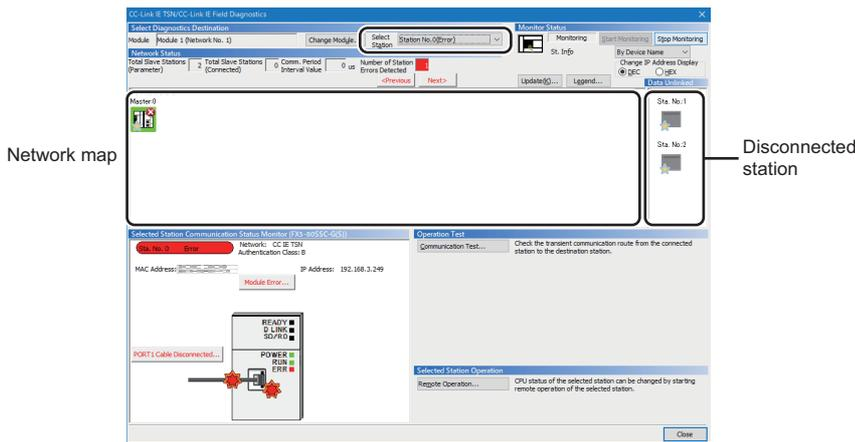 CC-Link IE TSN/CC-Link IE Field Diagnostics
Select Diagnostics Destination
Module Module 1 (Network No. 1)
Change Module.
Select Station
Station No.0(Error)
Monitor Status
Monitoring
Start Monitoring
Stop Monitoring
St. Info
By Device Name
Network Status
Total Slave Stations (Parameter) 2
Total Slave Stations (Connected) 0
Comm. Period Interval Value 0 us
Number of Station Errors Detected 1
Change IP Address Display
DEC
HEX
<Previous
Next>
Update(K)...
Legend...
Data Unlinked
Master:0
Sta. No.:1
Sta. No.:2
Network map
Disconnected
station
Selected Station Communication Status Monitor (FX5-80SSC-G(S))
Sta. No. 0 Error
Network: CC IE TSN
Authentication Class: B
MAC Address:
IP Address: 192.168.3.249
Module Error...
READY
D LINK
SD/RD
POWER
RUN
ERR
PORT1 Cable Disconnected...
Operation Test
Communication Test...
Check the transient communication route from the connected
station to the destination station.
Selected Station Operation
Remote Operation...
CPU status of the selected station can be changed by starting
remote operation of the selected station.
Close